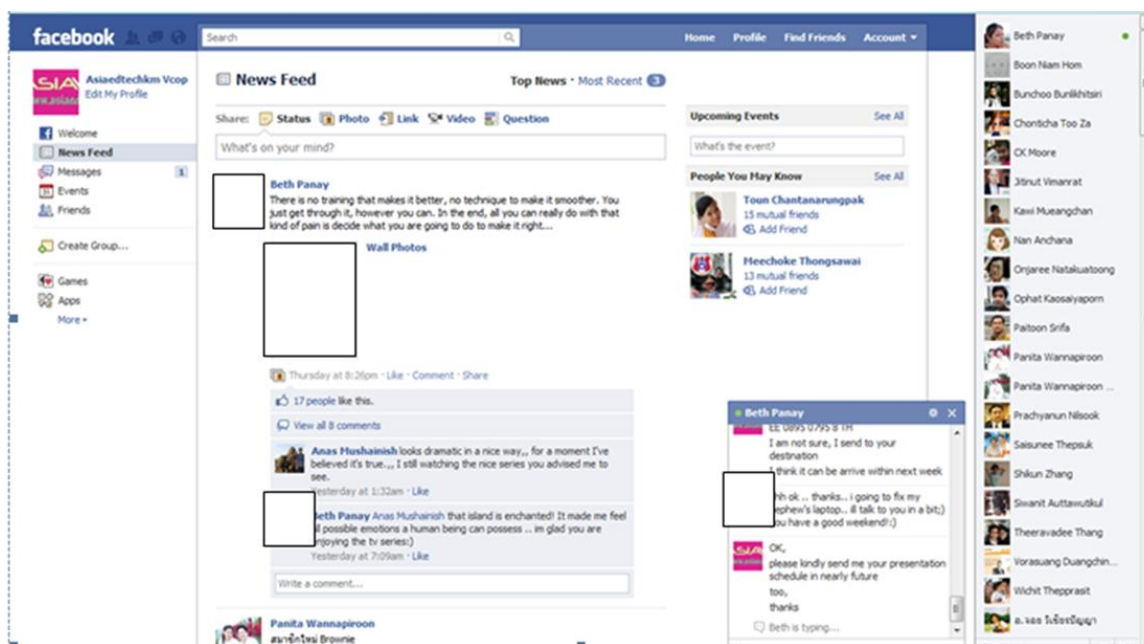 facebook
Search
Home Profile Find Friends Account
Asiaedtechkm Vcop
Edit My Profile
Welcome
News Feed
Messages 1
Events
Friends
Create Group...
Games
Apps
More
News Feed
Top News · Most Recent 3
Share: Status Photo Link Video Question
What's on your mind?
Beth Panay
There is no training that makes it better, no technique to make it smoother. You
just get through it, however you can. In the end, all you can really do with that
kind of pain is decide what you are going to do to make it right...
Wall Photos
Thursday at 8:26pm · Like · Comment · Share
17 people like this.
View all 8 comments
Anas Mushainish looks dramatic in a nice way,, for a moment I've
believed it's true.,, I still watching the nice series you advised me to
see.
Yesterday at 1:32am · Like
Beth Panay Anas Mushainish that island is enchanted! It made me feel
all possible emotions a human being can possess .. im glad you are
enjoying the tv series:)
Yesterday at 7:09am · Like
Write a comment...
Panita Wannapiroon
สมาชิกใหม่ Brownie
Upcoming Events See All
What's the event?
People You May Know See All
Toun Chantanarungpak
15 mutual friends
Add Friend
Meechoke Thongsawai
13 mutual friends
Add Friend
Beth Panay
EE 0895 0795 8 TH
I am not sure, I send to your
destination
I think it can be arrive within next week
hh ok .. thanks.. i going to fix my
nephew's laptop.. ill talk to you in a bit;)
you have a good weekend!:)
OK,
please kindly send me your presentation
schedule in nearly
future
too,
thanks
Beth is typing...
Beth Panay
Boon Niam Hom
Bunchoo Bunlikhitsiri
Chonticha Too Za
CK Moore
Jitinut Vimanrat
Kawi Mueangchan
Nan Anchana
Onjaree Natakuatoong
Ophat Kaosaiyaporn
Paitoon Srifa
Panita Wannapiroon
Panita Wannapiroon ...
Prachyanun Nilsook
Saisunee Thepsuk
Shikun Zhang
Siwanit Auttawutikul
Theeravadee Thang
Vorasuang Duangchin...
Wichit Thepprasit